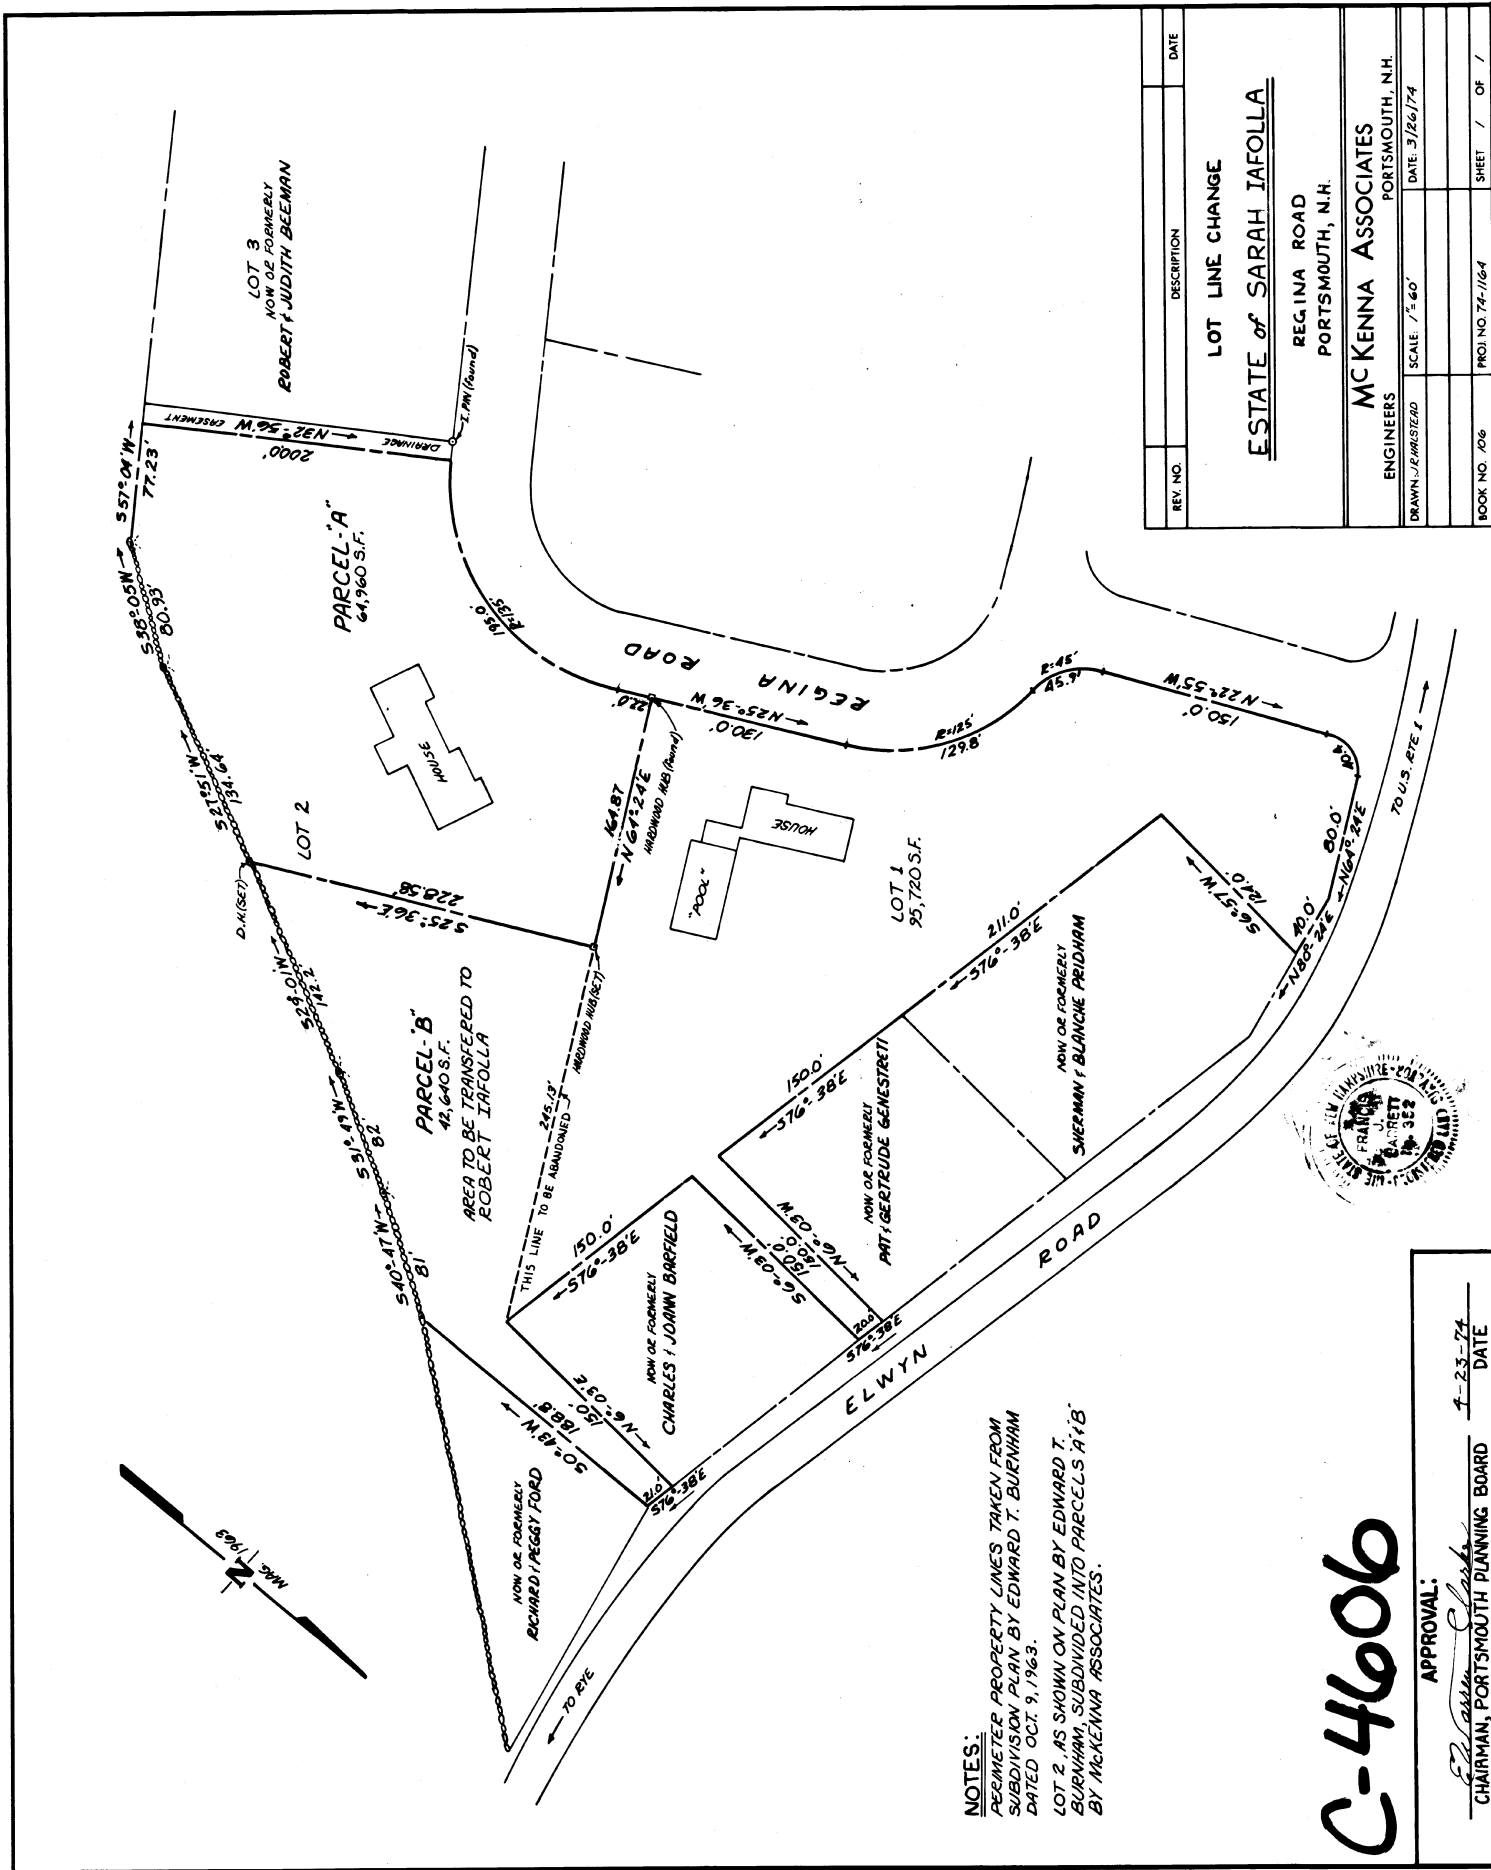 LOT 3
NOW OR FORMERLY
ROBERT & JUDITH BEEMAN
S 57°-04'W
77.23'
DRAINAGE EASEMENT
N32°-56'W
200.0'
I. PIN (found)
S38°-05W
80.93'
PARCEL-"A"
64,960 S.F.
R=135'
195.0'
S27°51'W
134.64'
HOUSE
LOT 2
22.0'
REGINA ROAD
N25°-36'W
130.0'
HARDWOOD HUB (found)
164.87
N64°-24'E
D.H.(SET)
228.58'
S25°-36'E
"POOL"
HOUSE
R=125'
129.8'
R=45'
45.9'
N22°-55'W
150.0'
40.4
80.0'
N64°-24'E
TO U.S. RTE 1
LOT 1
95,720 S.F.
S29°-01'W
142.2
PARCEL-"B"
42,640 S.F.
AREA TO BE TRANSFERED TO
ROBERT IAFOLLA
HARDWOOD HUB(SET)
245.13'
THIS LINE TO BE ABANDONED
S31°-49'W
82
S40°-47'W
81'
211.0'
S76°-38'E
S6°-57'W
124.0'
40.0'
N80°-24'E
NOW OR FORMERLY
SHERMAN & BLANCHE PRIDHAM
150.0'
S76°-38'E
NOW OR FORMERLY
PAT & GERTRUDE GENESTRETI
N6°-03'W
150.0'
150.0'
S6°-03'W
20.0'
S76°-38'E
150.0'
S76°-38'E
NOW OR FORMERLY
CHARLES & JOANN BARFIELD
N6°-03'E
150'
S0°-43'W
188.8'
21.0'
S76°-38'E
NOW OR FORMERLY
RICHARD & PEGGY FORD
ELWYN ROAD
TO RYE
N
MAG. 1963
NOTES:
PERIMETER PROPERTY LINES TAKEN FROM
SUBDIVISION PLAN BY EDWARD T. BURNHAM
DATED OCT. 9, 1963.
LOT 2, AS SHOWN ON PLAN BY EDWARD T.
BURNHAM, SUBDIVIDED INTO PARCELS "A"&"B"
BY McKENNA ASSOCIATES.
FRANCIS
J.
GARRETT
No. 352
C-4606
APPROVAL:
CHAIRMAN, PORTSMOUTH PLANNING BOARD
4-23-74
DATE
REV. NO. DESCRIPTION DATE
LOT LINE CHANGE
ESTATE of SARAH IAFOLLA
REGINA ROAD
PORTSMOUTH, N.H.
MCKENNA ASSOCIATES
ENGINEERS PORTSMOUTH, N.H.
DRAWN: J.R.HALSTEAD SCALE: 1"=60' DATE: 3/26/74
BOOK NO. 106 PROJ. NO. 74-1164 SHEET 1 OF 1